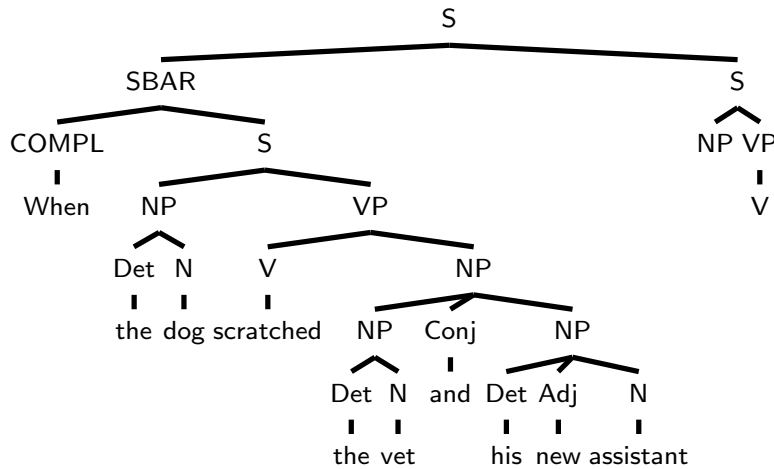 S
SBAR S
COMPL S NP VP
When NP VP V
Det N V NP
the dog scratched NP Conj NP
Det N and Det Adj N
the vet his new assistant